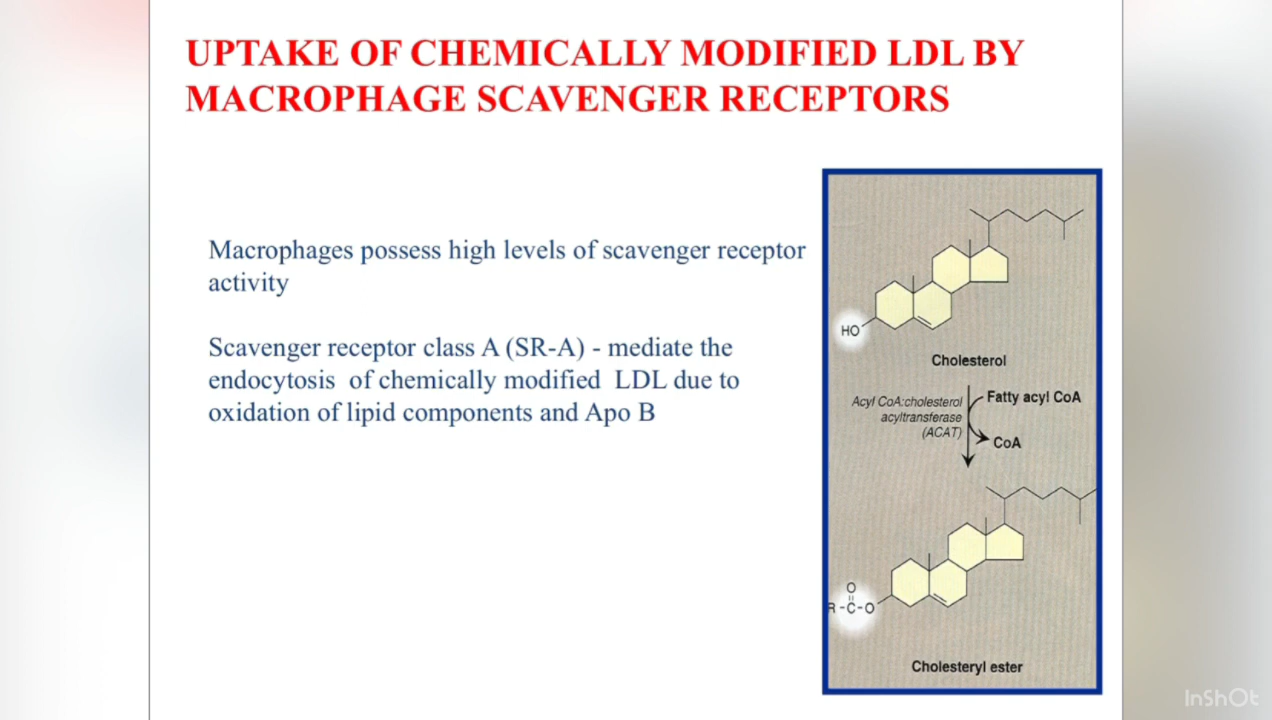 UPTAKE OF CHEMICALLY MODIFIED LDL BY
MACROPHAGE SCAVENGER RECEPTORS
Macrophages possess high levels of scavenger receptor
activity
Scavenger receptor class A (SR-A) - mediate the
endocytosis of chemically modified LDL due to
oxidation of lipid components and Apo B
HO
Cholesterol
Acyl CoA:cholesterol
acyltransferase
(ACAT)
Fatty acyl CoA
CoA
O
R-C-O
Cholesteryl ester
InShOt